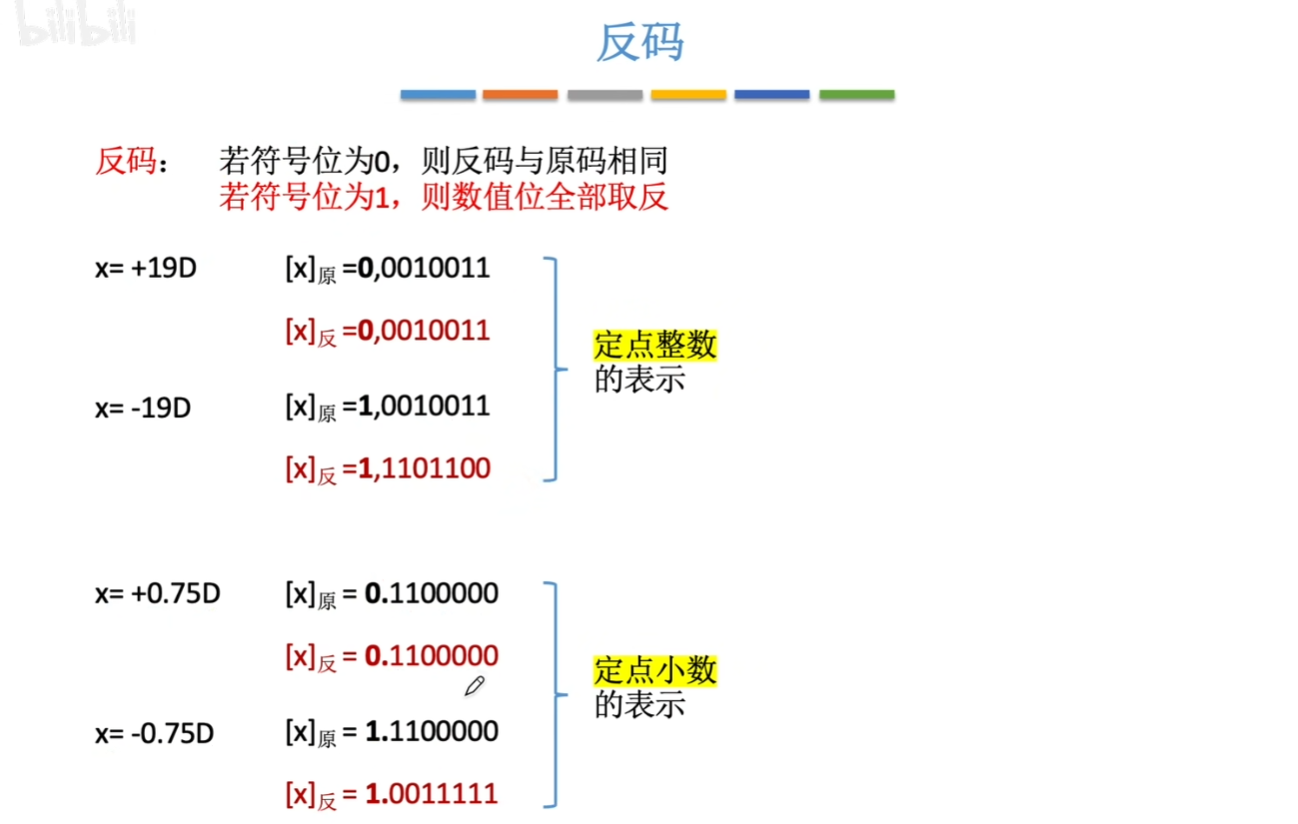 bilibili
反码
反码： 若符号位为0，则反码与原码相同
若符号位为1，则数值位全部取反
x= +19D [x]原 =0,0010011
[x]反 =0,0010011
定点整数
的表示
x= -19D [x]原 =1,0010011
[x]反 =1,1101100
x= +0.75D [x]原 = 0.1100000
[x]反 = 0.1100000
定点小数
的表示
x= -0.75D [x]原 = 1.1100000
[x]反 = 1.0011111